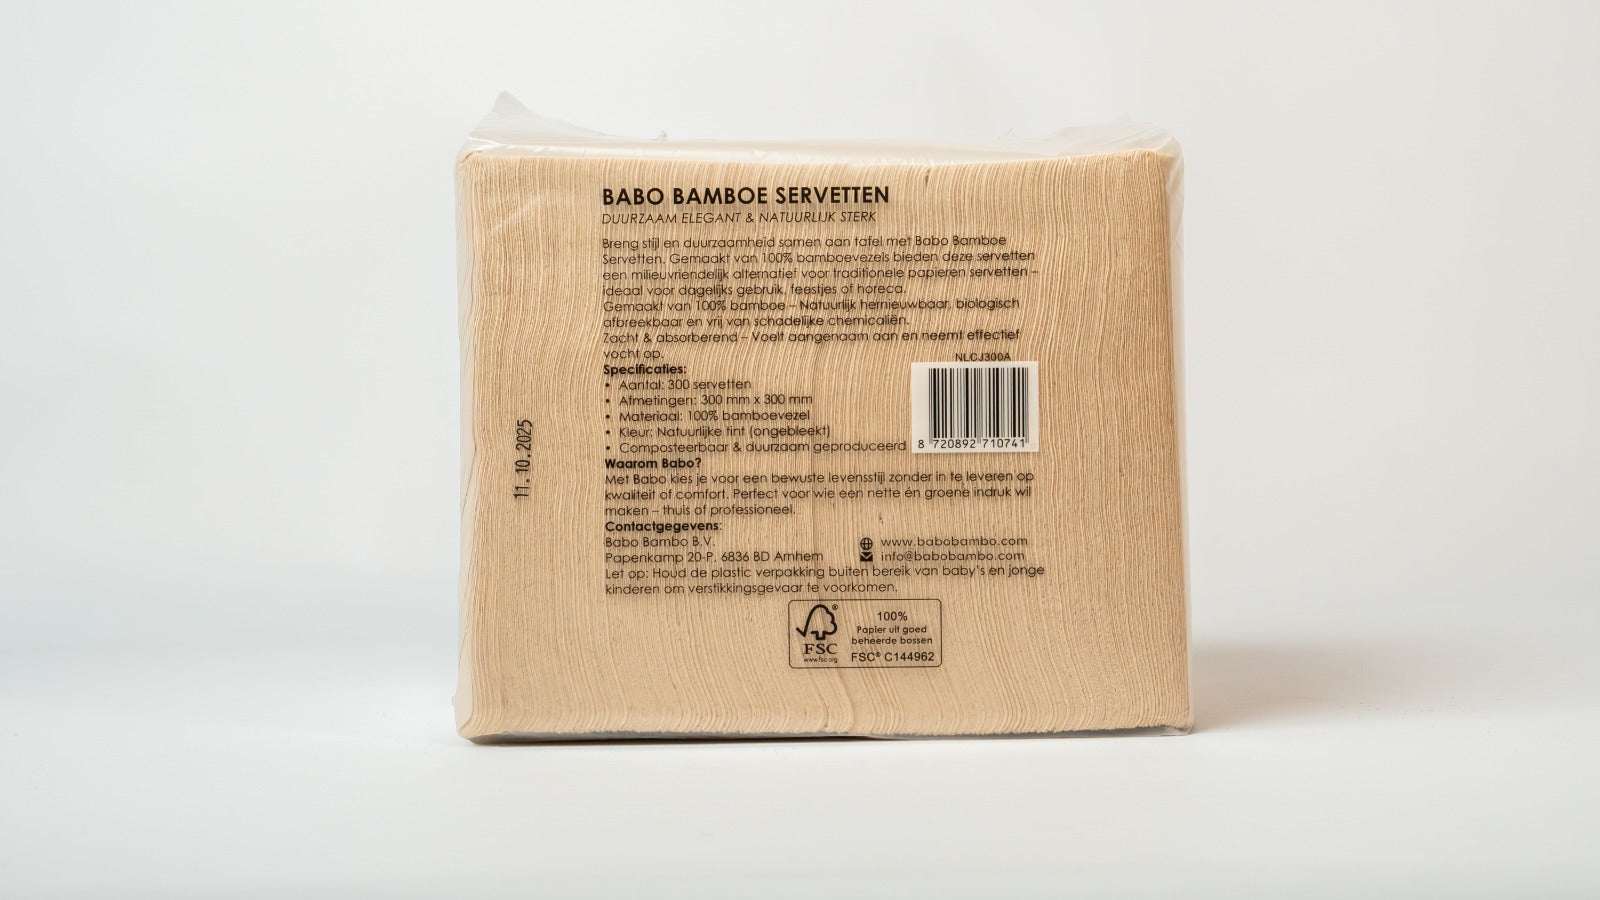 BABO BAMBOE SERVETTEN
DUURZAAM ELEGANT & NATUURLIJK STERK
Breng stijl en duurzaamheid samen aan tafel met Babo Bamboe
Servetten. Gemaakt van 100% bamboevezels bieden deze servetten
een milieuvriendelijk alternatief voor traditionele papieren servetten –
ideaal voor dagelijks gebruik, feestjes of horeca.
Gemaakt van 100% bamboe – Natuurlijk hernieuwbaar, biologisch
afbreekbaar en vrij van schadelijke chemicaliën.
Zacht & absorberend – Voelt aangenaam aan en neemt effectief
vocht op.
NLCJ300A
Specificaties:
• Aantal: 300 servetten
• Afmetingen: 300 mm x 300 mm
• Materiaal: 100% bamboevezel
• Kleur: Natuurlijke tint (ongebleekt)
• Composteerbaar & duurzaam geproduceerd
8 720892 710741
11.10.2025
Waarom Babo?
Met Babo kies je voor een bewuste levensstijl zonder in te leveren op
kwaliteit of comfort. Perfect voor wie een nette én groene indruk wil
maken – thuis of professioneel.
Contactgegevens:
Babo Bambo B.V.
Papenkamp 20-P, 6836 BD Arnhem
www.babobambo.com
info@babobambo.com
Let op: Houd de plastic verpakking buiten bereik van baby's en jonge
kinderen om verstikkingsgevaar te voorkomen.
FSC
www.fsc.org
100%
Papier uit goed
beheerde bossen
FSC® C144962